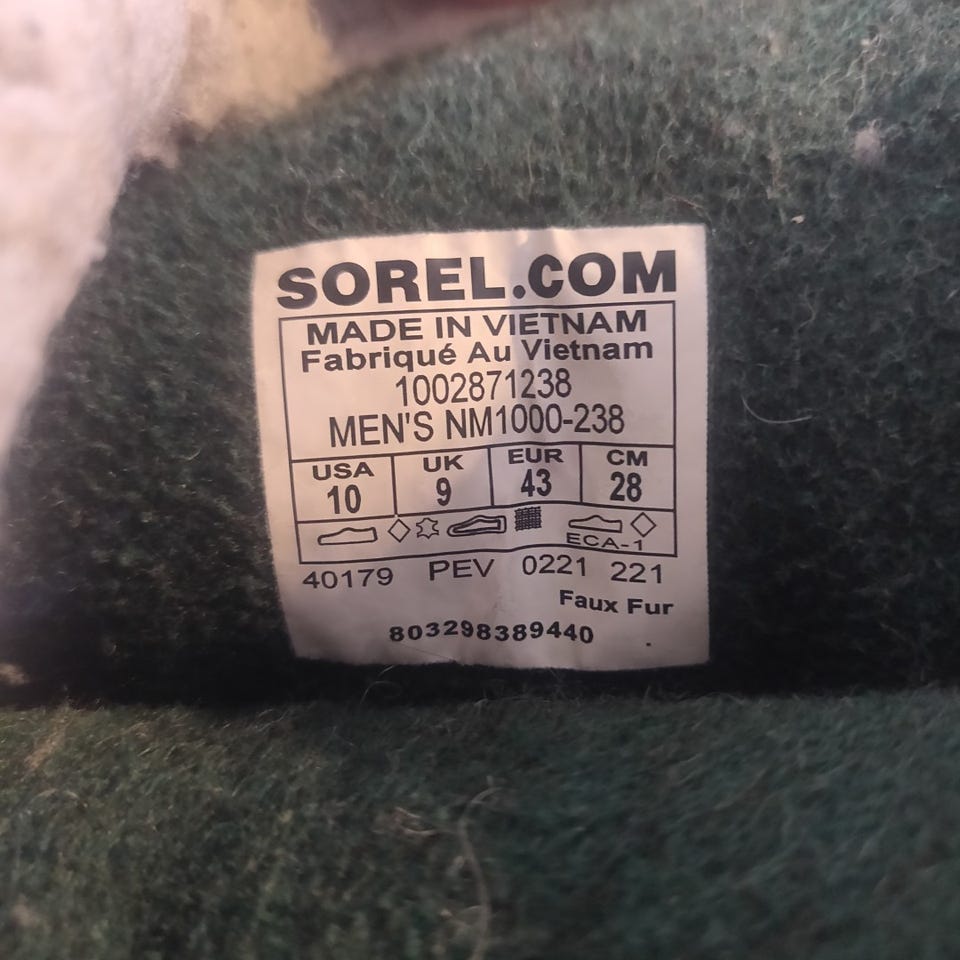 SOREL.COM
MADE IN VIETNAM
Fabriqué Au Vietnam
1002871238
MEN'S NM1000-238
USA UK EUR CM
10 9 43 28
ECA-1
40179 PEV 0221 221
Faux Fur
803298389440